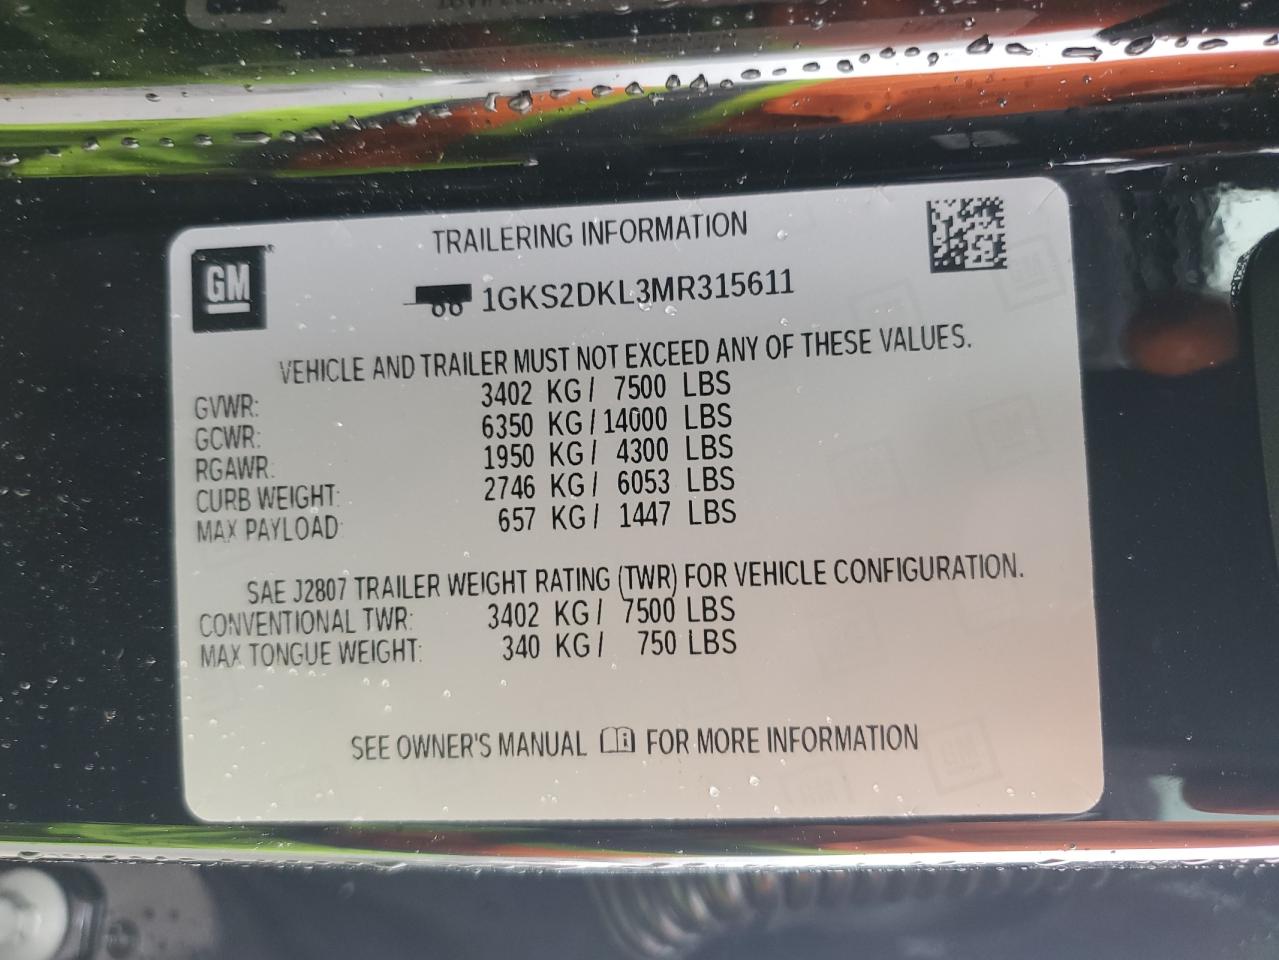 TRAILERING INFORMATION
GM
1GKS2DKL3MR315611
VEHICLE AND TRAILER MUST NOT EXCEED ANY OF THESE VALUES.
GVWR: 3402 KG / 7500 LBS
GCWR: 6350 KG / 14000 LBS
RGAWR: 1950 KG / 4300 LBS
CURB WEIGHT: 2746 KG / 6053 LBS
MAX PAYLOAD: 657 KG / 1447 LBS
SAE J2807 TRAILER WEIGHT RATING (TWR) FOR VEHICLE CONFIGURATION.
CONVENTIONAL TWR: 3402 KG / 7500 LBS
MAX TONGUE WEIGHT: 340 KG / 750 LBS
SEE OWNER'S MANUAL FOR MORE INFORMATION